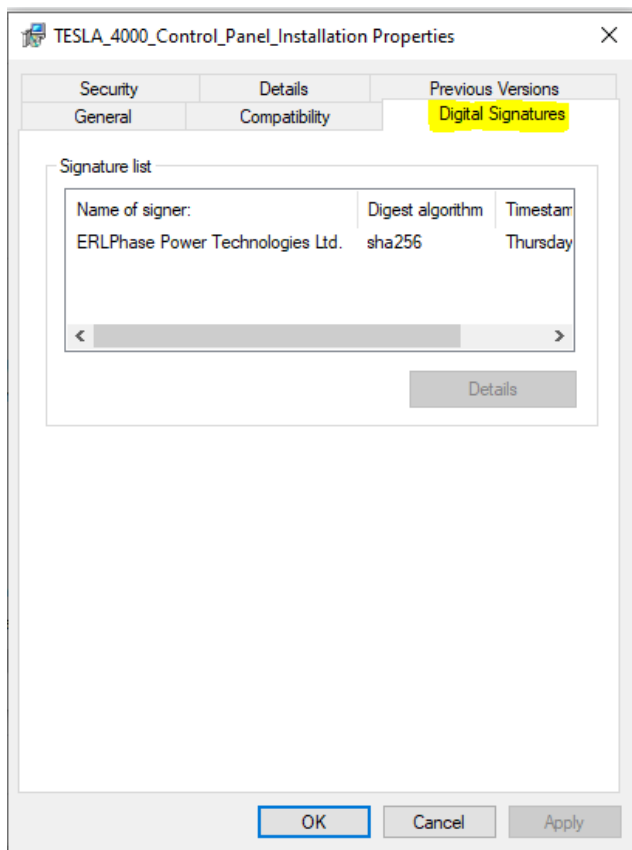 TESLA_4000_Control_Panel_Installation Properties
Security Details Previous Versions
General Compatibility Digital Signatures
Signature list
Name of signer: Digest algorithm Timestam
ERLPhase Power Technologies Ltd. sha256 Thursday
Details
OK Cancel Apply